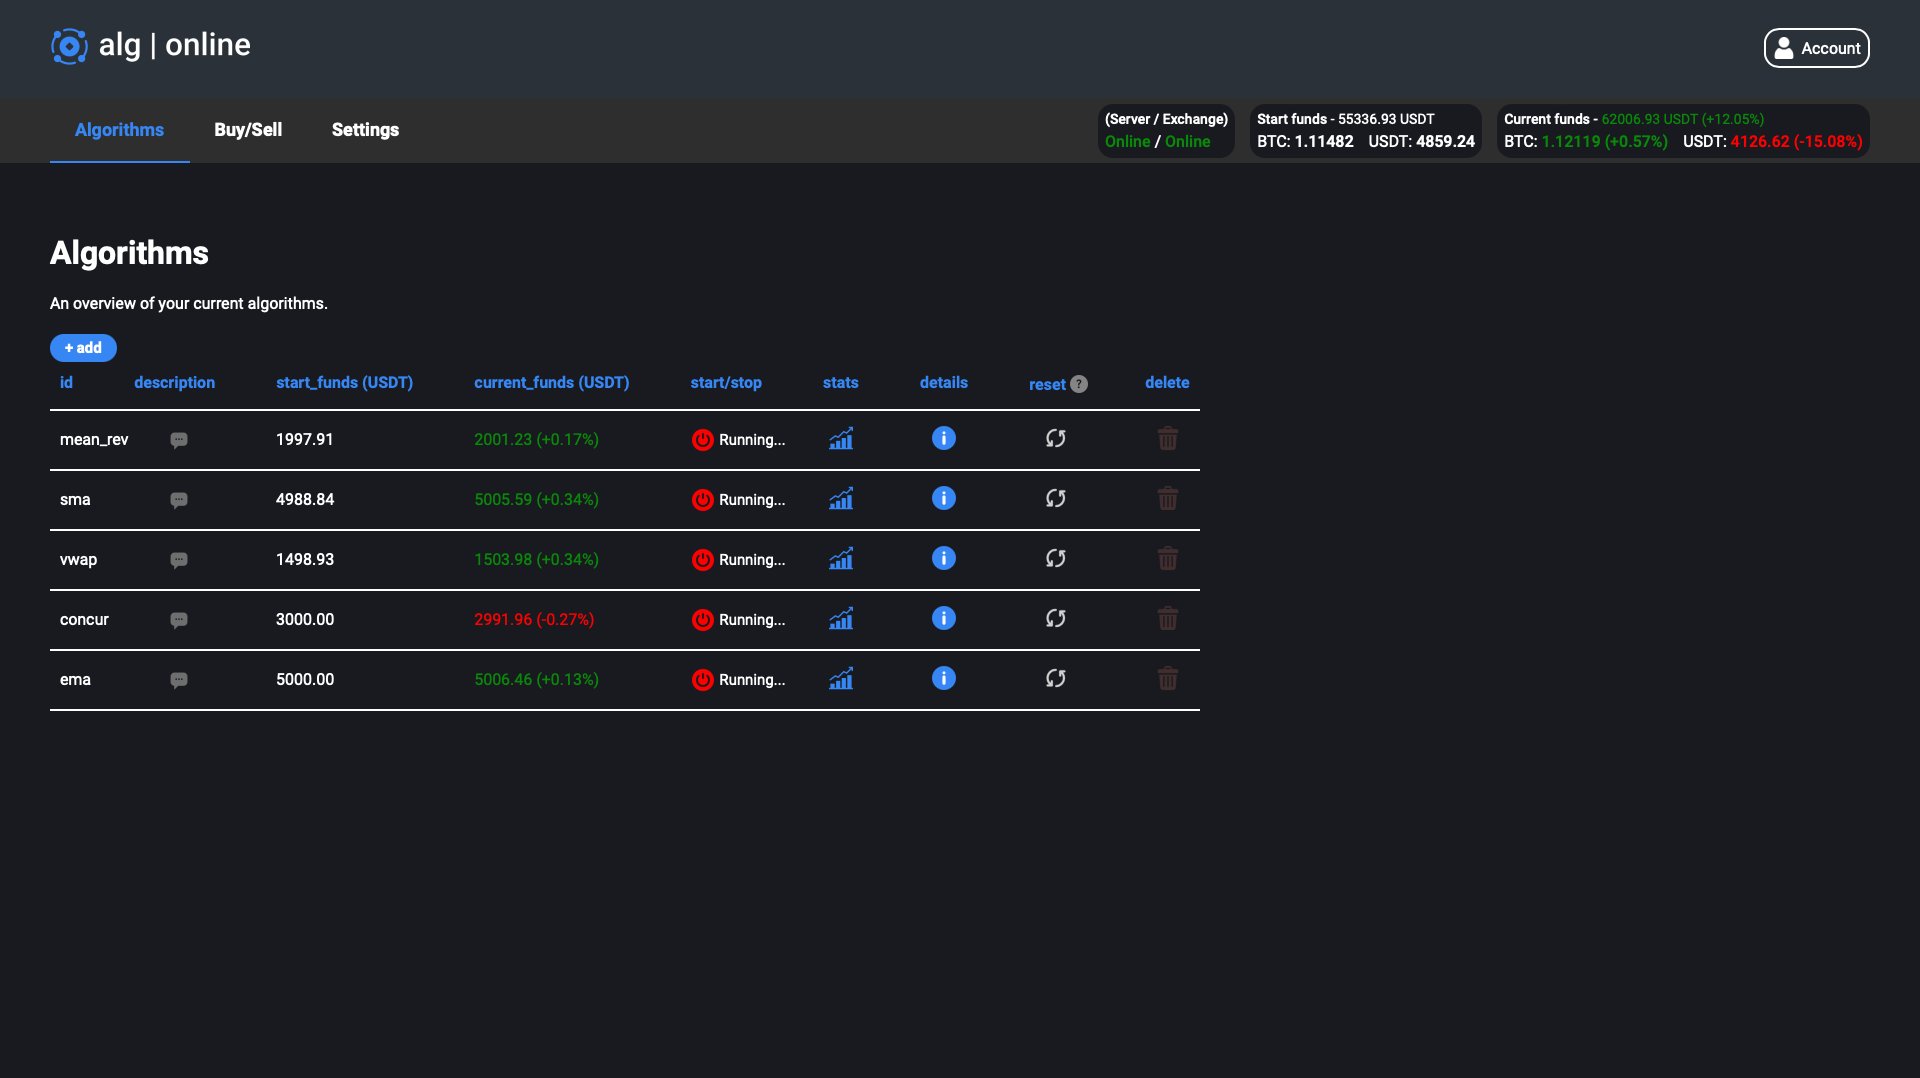 alg | online
Account
Algorithms Buy/Sell Settings
(Server / Exchange)
Online / Online
Start funds - 55336.93 USDT
BTC: 1.11482 USDT: 4859.24
Current funds - 62006.93 USDT (+12.05%)
BTC: 1.12119 (+0.57%) USDT: 4126.62 (-15.08%)
Algorithms
An overview of your current algorithms.
+ add
id description start_funds (USDT) current_funds (USDT) start/stop stats details reset ? delete
mean_rev 1997.91 2001.23 (+0.17%) Running...
sma 4988.84 5005.59 (+0.34%) Running...
vwap 1498.93 1503.98 (+0.34%) Running...
concur 3000.00 2991.96 (-0.27%) Running...
ema 5000.00 5006.46 (+0.13%) Running...